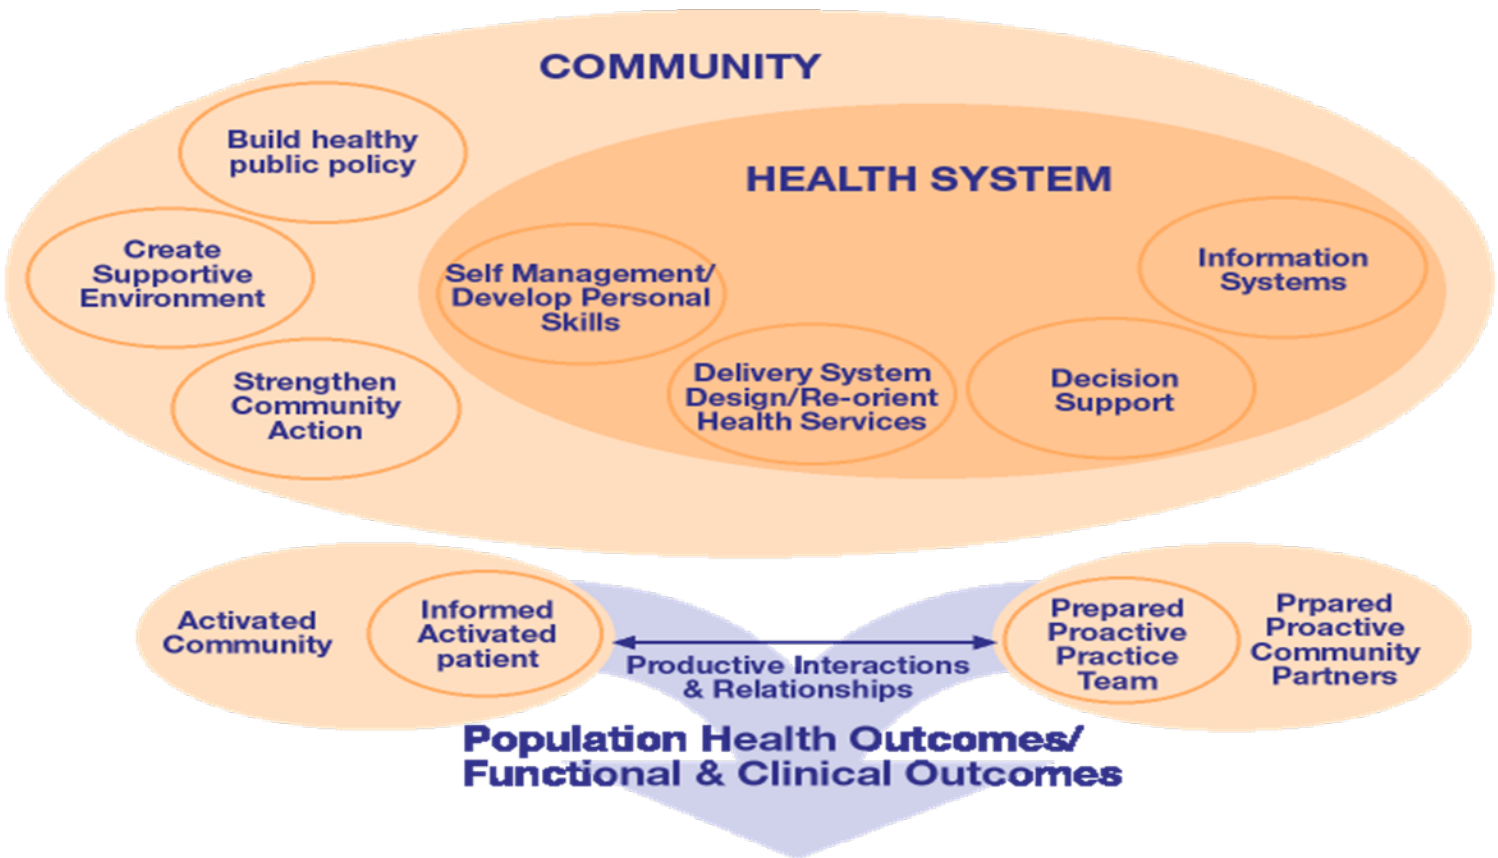 COMMUNITY
Build healthy
public policy
HEALTH SYSTEM
Create
Supportive
Environment
Self Management/
Develop Personal
Skills
Information
Systems
Strengthen
Community
Action
Delivery System
Design/Re-orient
Health Services
Decision
Support
Activated
Community
Informed
Activated
patient
Productive Interactions
& Relationships
Prepared
Proactive
Practice
Team
Prpared
Proactive
Community
Partners
Population Health Outcomes/
Functional & Clinical Outcomes